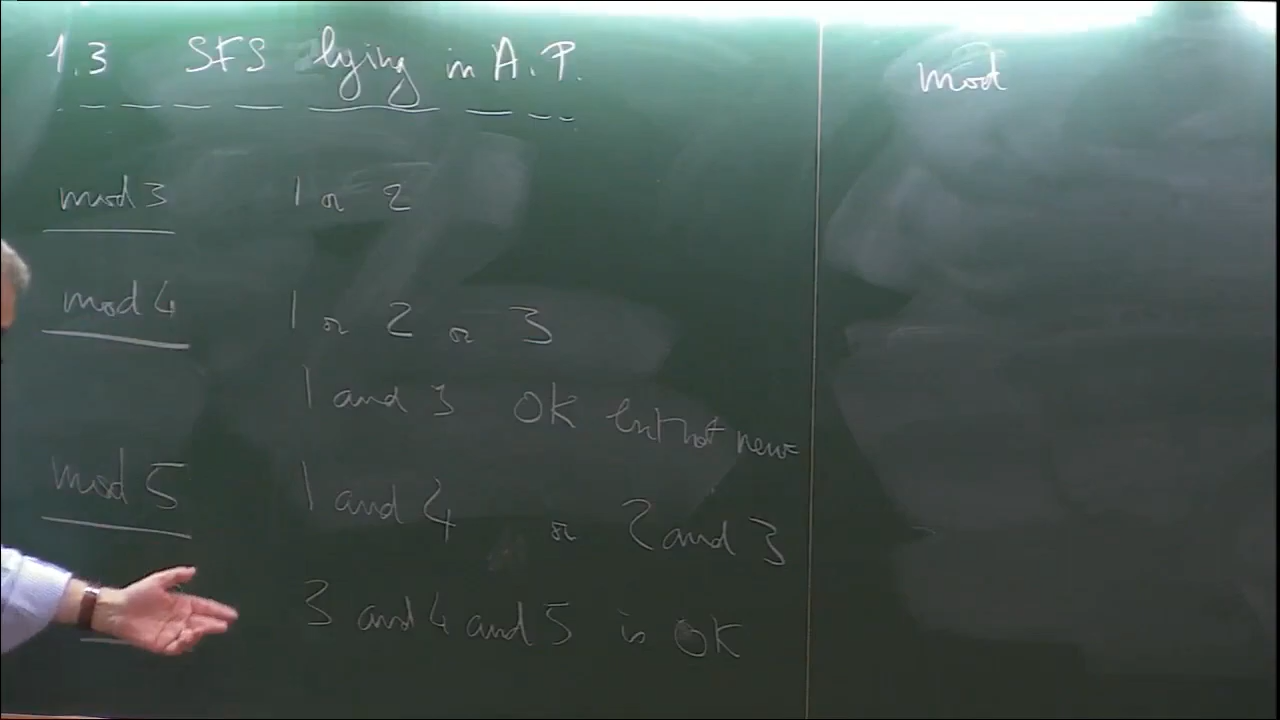 1.3 SFS lying in A.P.
mod 3 1 or 2
mod 4 1 or 2 or 3
1 and 3 OK but not new
mod 5 1 and 4 or 2 and 3
3 and 4 and 5 is OK
mod